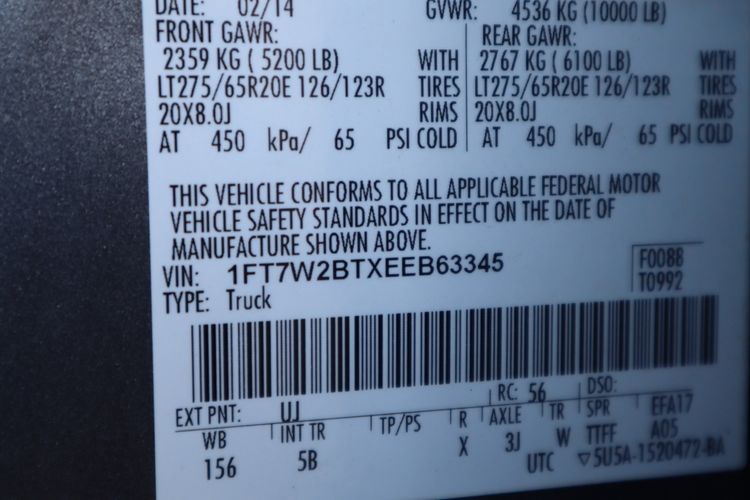 DATE: 02/14 GVWR: 4536 KG (10000 LB)
FRONT GAWR: REAR GAWR:
2359 KG ( 5200 LB) WITH 2767 KG ( 6100 LB) WITH
LT275/65R20E 126/123R TIRES LT275/65R20E 126/123R TIRES
20X8.0J RIMS 20X8.0J RIMS
AT 450 kPa/ 65 PSI COLD AT 450 kPa/ 65 PSI COLD
THIS VEHICLE CONFORMS TO ALL APPLICABLE FEDERAL MOTOR
VEHICLE SAFETY STANDARDS IN EFFECT ON THE DATE OF
MANUFACTURE SHOWN ABOVE.
VIN: 1FT7W2BTXEEB63345 F0088
TYPE: Truck T0992
EXT PNT: UJ RC: 56 DSO:
WB INT TR TP/PS R AXLE TR SPR EFA17
156 5B X 3J W TTFF A05
UTC ▽5U5A-1520472-BA